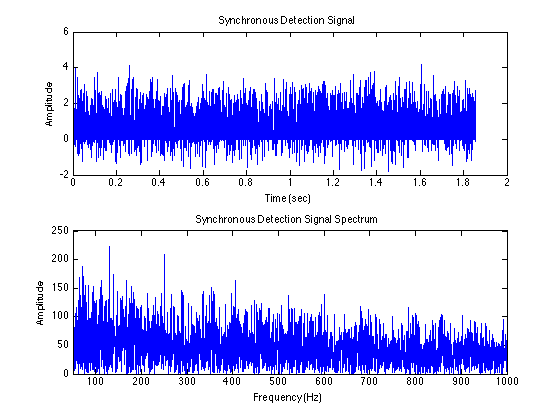 Synchronous Detection Signal
6
4
2
0
-2
Amplitude
0 0.2 0.4 0.6 0.8 1 1.2 1.4 1.6 1.8 2
Time (sec)
Synchronous Detection Signal Spectrum
250
200
150
100
50
0
Amplitude
100 200 300 400 500 600 700 800 900 1000
Frequency(Hz)